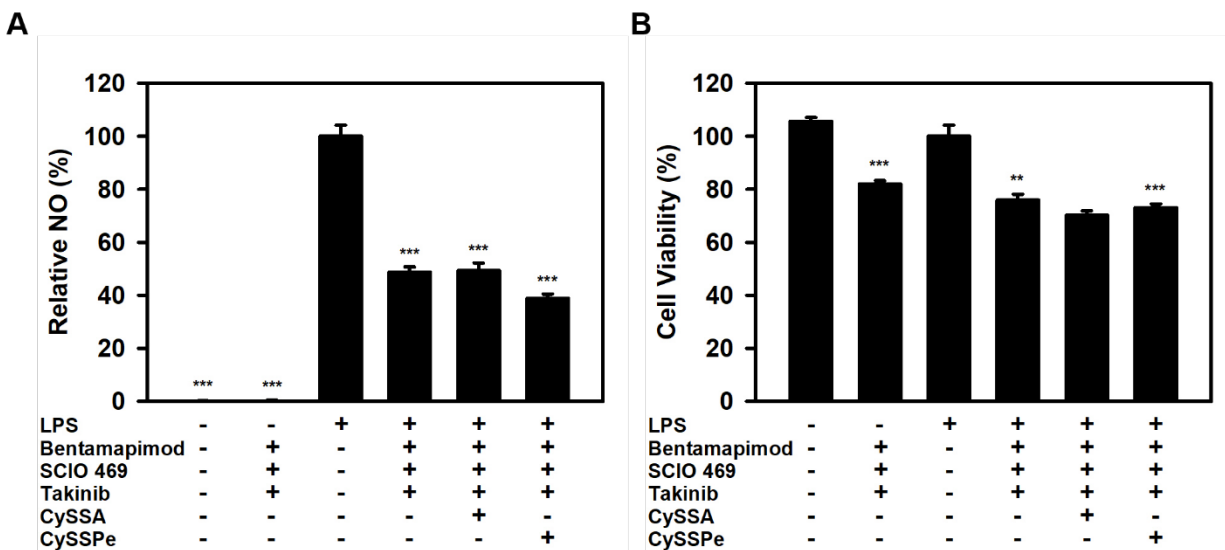 A
B
120
100
80
60
40
20
0
Relative NO (%)
***
***
***
***
***
LPS - - + + + +
Bentamapimod - + - + + +
SCIO 469 - + - + + +
Takinib - + - + + +
CySSA - - - - + -
CySSPe - - - - - +
120
100
80
60
40
20
0
Cell Viability (%)
***
**
***
LPS - - + + + +
Bentamapimod - + - + + +
SCIO 469 - + - + + +
Takinib - + - + + +
CySSA - - - - + -
CySSPe - - - - - +